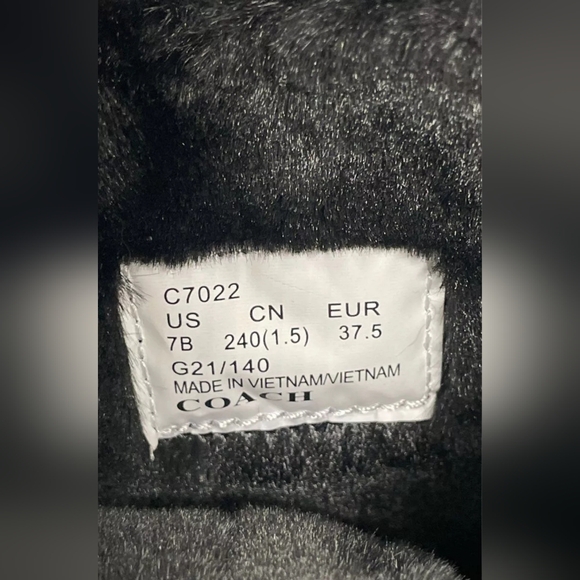 C7022
US CN EUR
7B 240(1.5) 37.5
G21/140
MADE IN VIETNAM/VIETNAM
COACH